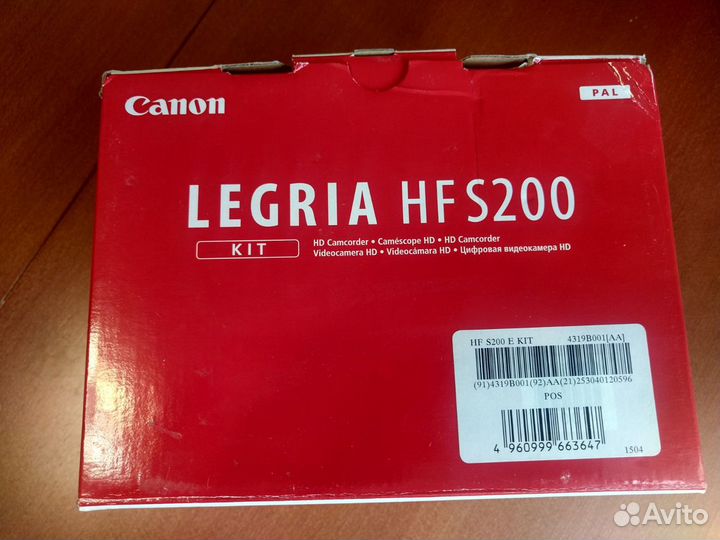 Canon
PAL
LEGRIA HF S200
KIT
HD Camcorder • Caméscope HD • HD Camcorder
Videocamera HD • Videocámara HD • Цифровая видеокамера HD
HF S200 E KIT 4319B001[AA]
(91)4319B001(92)AA(21)253040120596
POS
4 960999 663647
1504
Avito